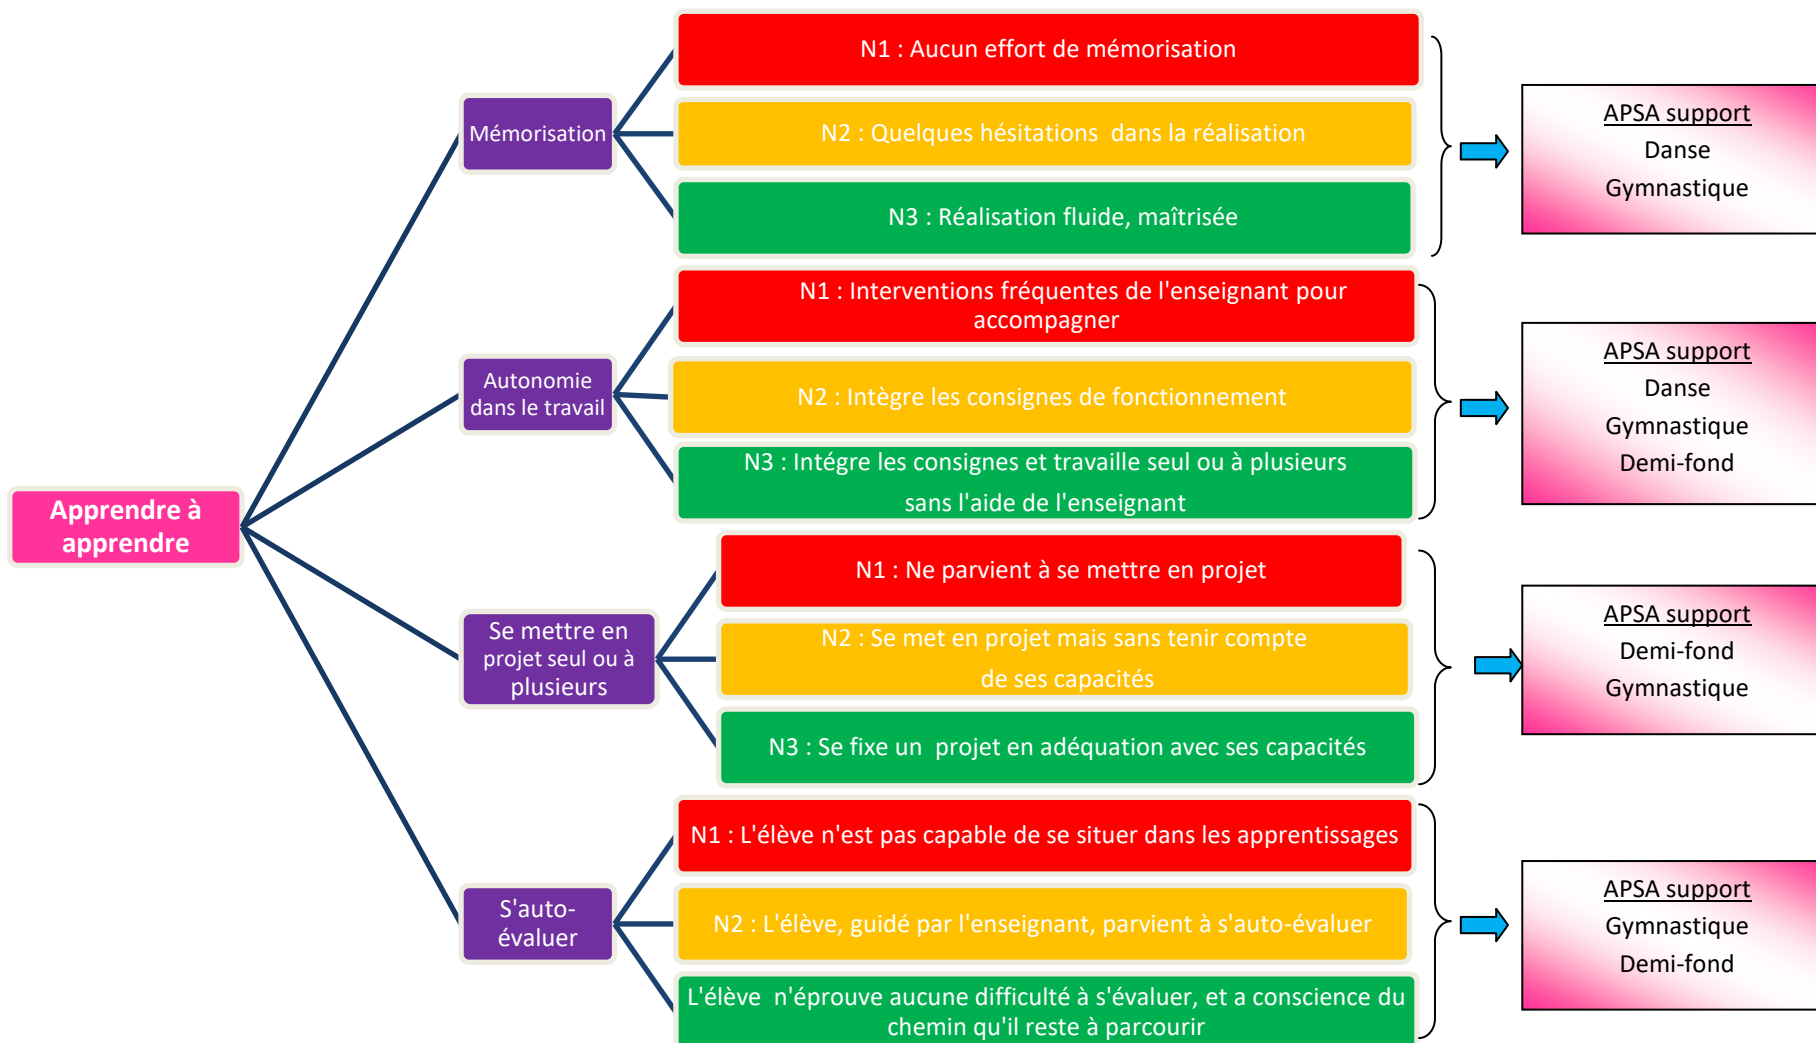 Apprendre à
apprendre
Mémorisation
N1 : Aucun effort de mémorisation
N2 : Quelques hésitations  dans la réalisation
N3 : Réalisation fluide, maîtrisée
APSA support
Danse
Gymnastique
Autonomie
dans le travail
N1 : Interventions fréquentes de l'enseignant pour
accompagner
N2 : Intègre les consignes de fonctionnement
N3 : Intégre les consignes et travaille seul ou à plusieurs
sans l'aide de l'enseignant
APSA support
Danse
Gymnastique
Demi-fond
Se mettre en
projet seul ou à
plusieurs
N1 : Ne parvient à se mettre en projet
N2 : Se met en projet mais sans tenir compte
de ses capacités
N3 : Se fixe un  projet en adéquation avec ses capacités
APSA support
Demi-fond
Gymnastique
S'auto-
évaluer
N1 : L'élève n'est pas capable de se situer dans les apprentissages
N2 : L'élève, guidé par l'enseignant, parvient à s'auto-évaluer
L'élève  n'éprouve aucune difficulté à s'évaluer, et a conscience du
chemin qu'il reste à parcourir
APSA support
Gymnastique
Demi-fond